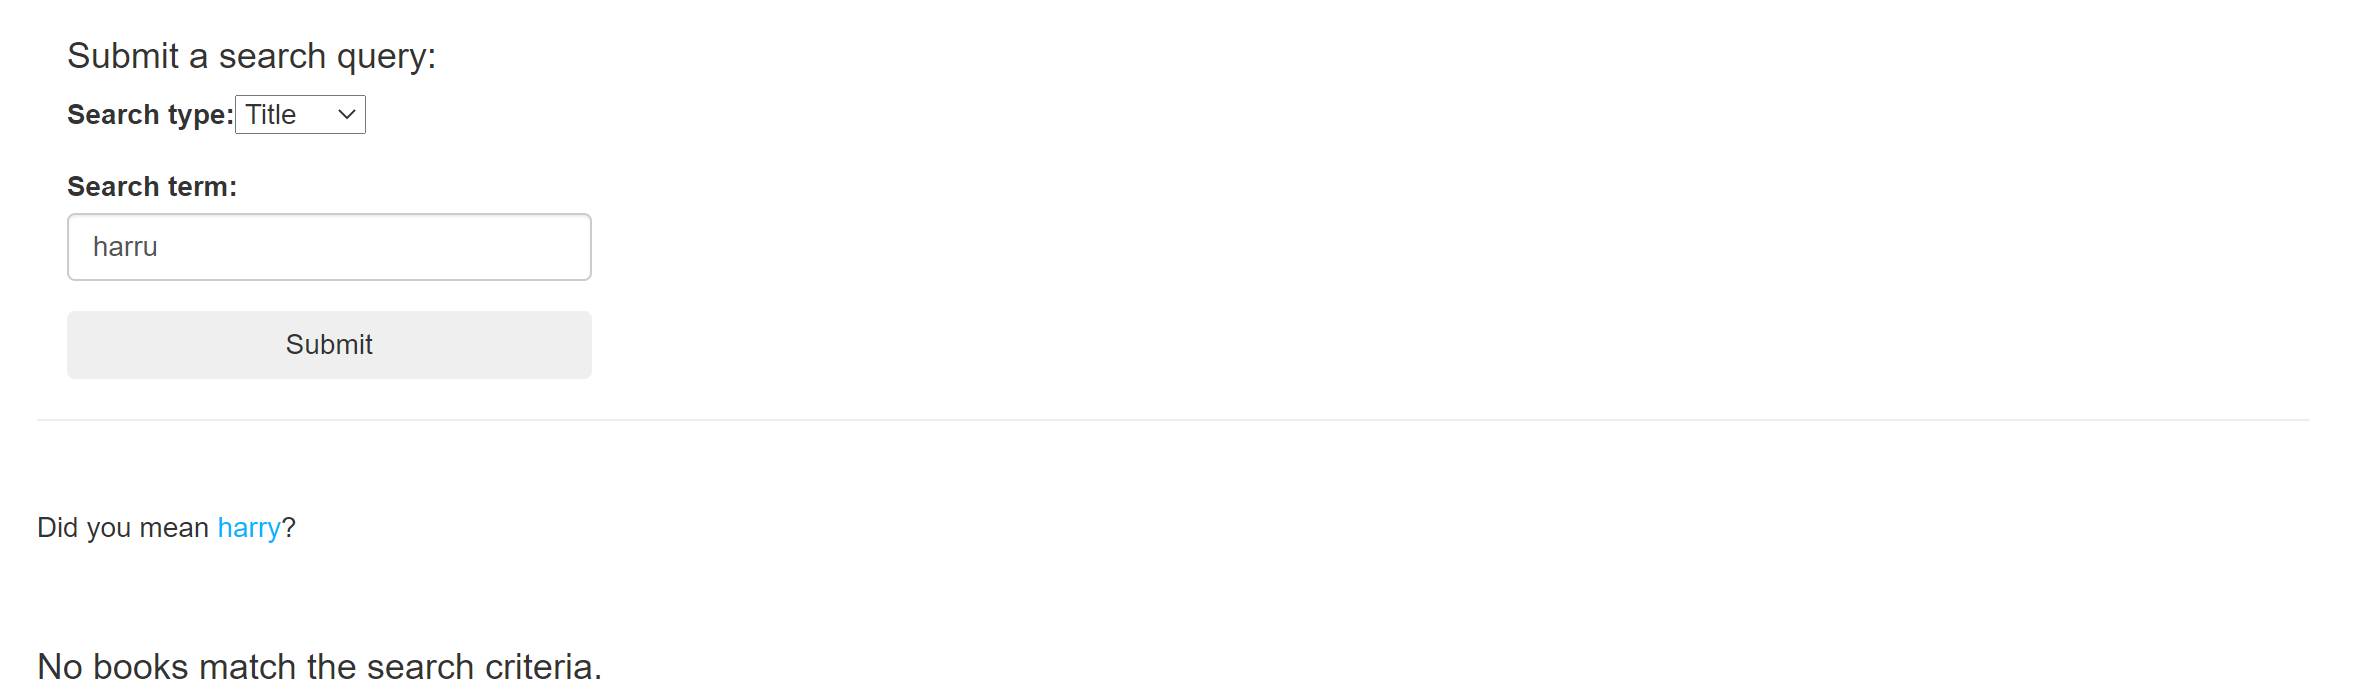 Submit a search query:
Search type: Title
Search term:
harru
Submit
Did you mean harry?
No books match the search criteria.